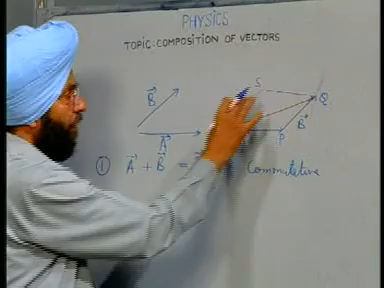 PHYSICS
TOPIC:COMPOSITION OF VECTORS
B⃗
A⃗
S
Q
B⃗
P
① A⃗ + B⃗ =
Commutative